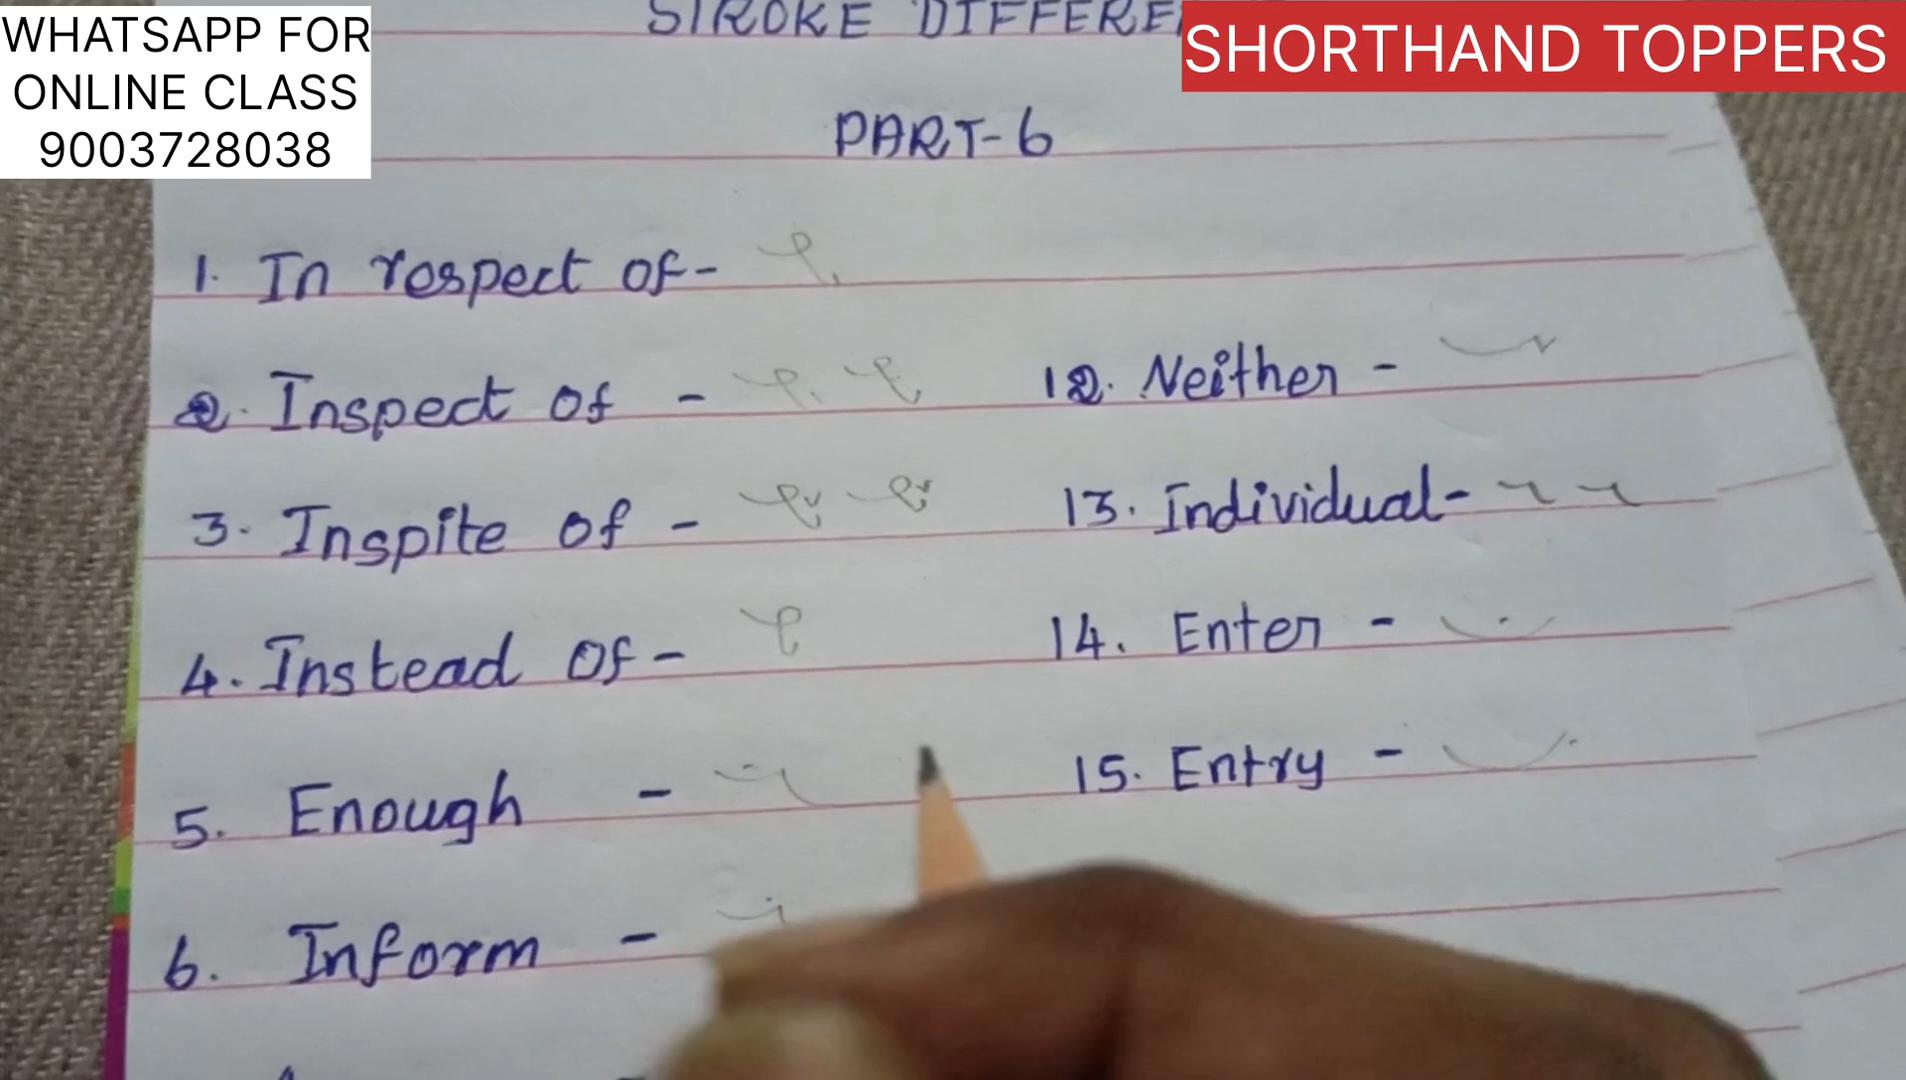 WHATSAPP FOR
ONLINE CLASS
9003728038
SHORTHAND TOPPERS
STROKE
PART-6
1. In respect of-
2. Inspect of -
3. Inspite of -
4. Instead of-
5. Enough -
6. Inform -
12. Neither -
13. Individual-
14. Enter -
15. Entry -